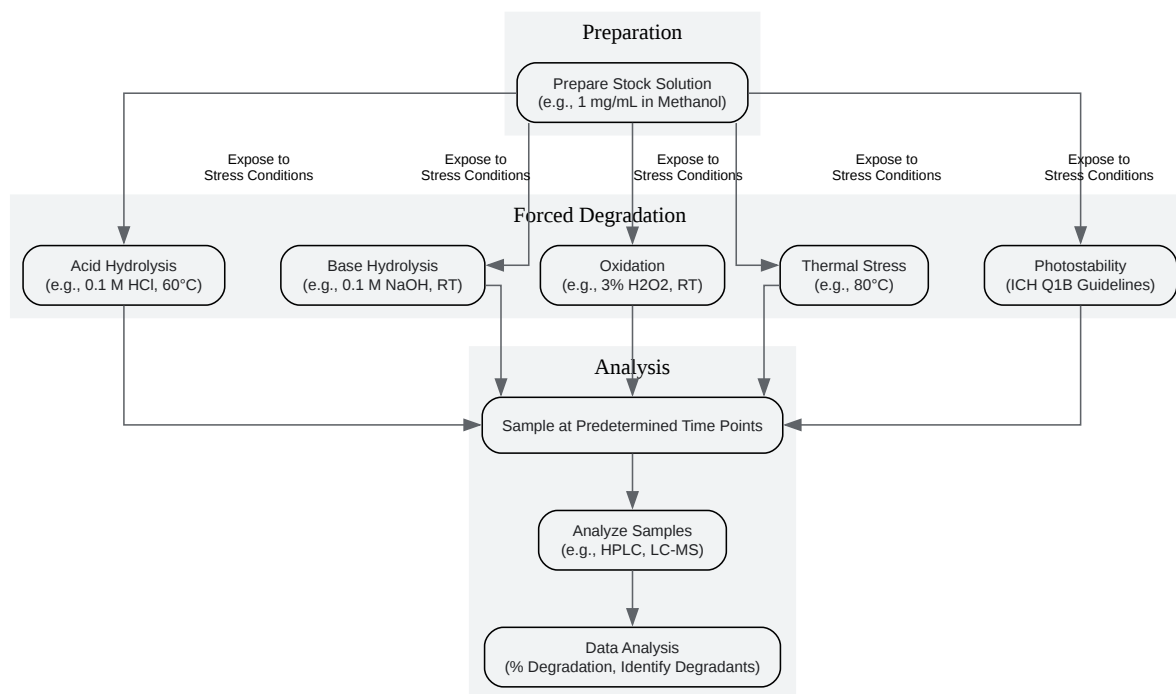 Preparation
Prepare Stock Solution
(e.g., 1 mg/mL in Methanol)
Expose to
Stress Conditions
Expose to
Stress Conditions
Expose to
Stress Conditions
Expose to
Stress Conditions
Expose to
Stress Conditions
Forced Degradation
Acid Hydrolysis
(e.g., 0.1 M HCl, 60°C)
Base Hydrolysis
(e.g., 0.1 M NaOH, RT)
Oxidation
(e.g., 3% H2O2, RT)
Thermal Stress
(e.g., 80°C)
Photostability
(ICH Q1B Guidelines)
Analysis
Sample at Predetermined Time Points
Analyze Samples
(e.g., HPLC, LC-MS)
Data Analysis
(% Degradation, Identify Degradants)